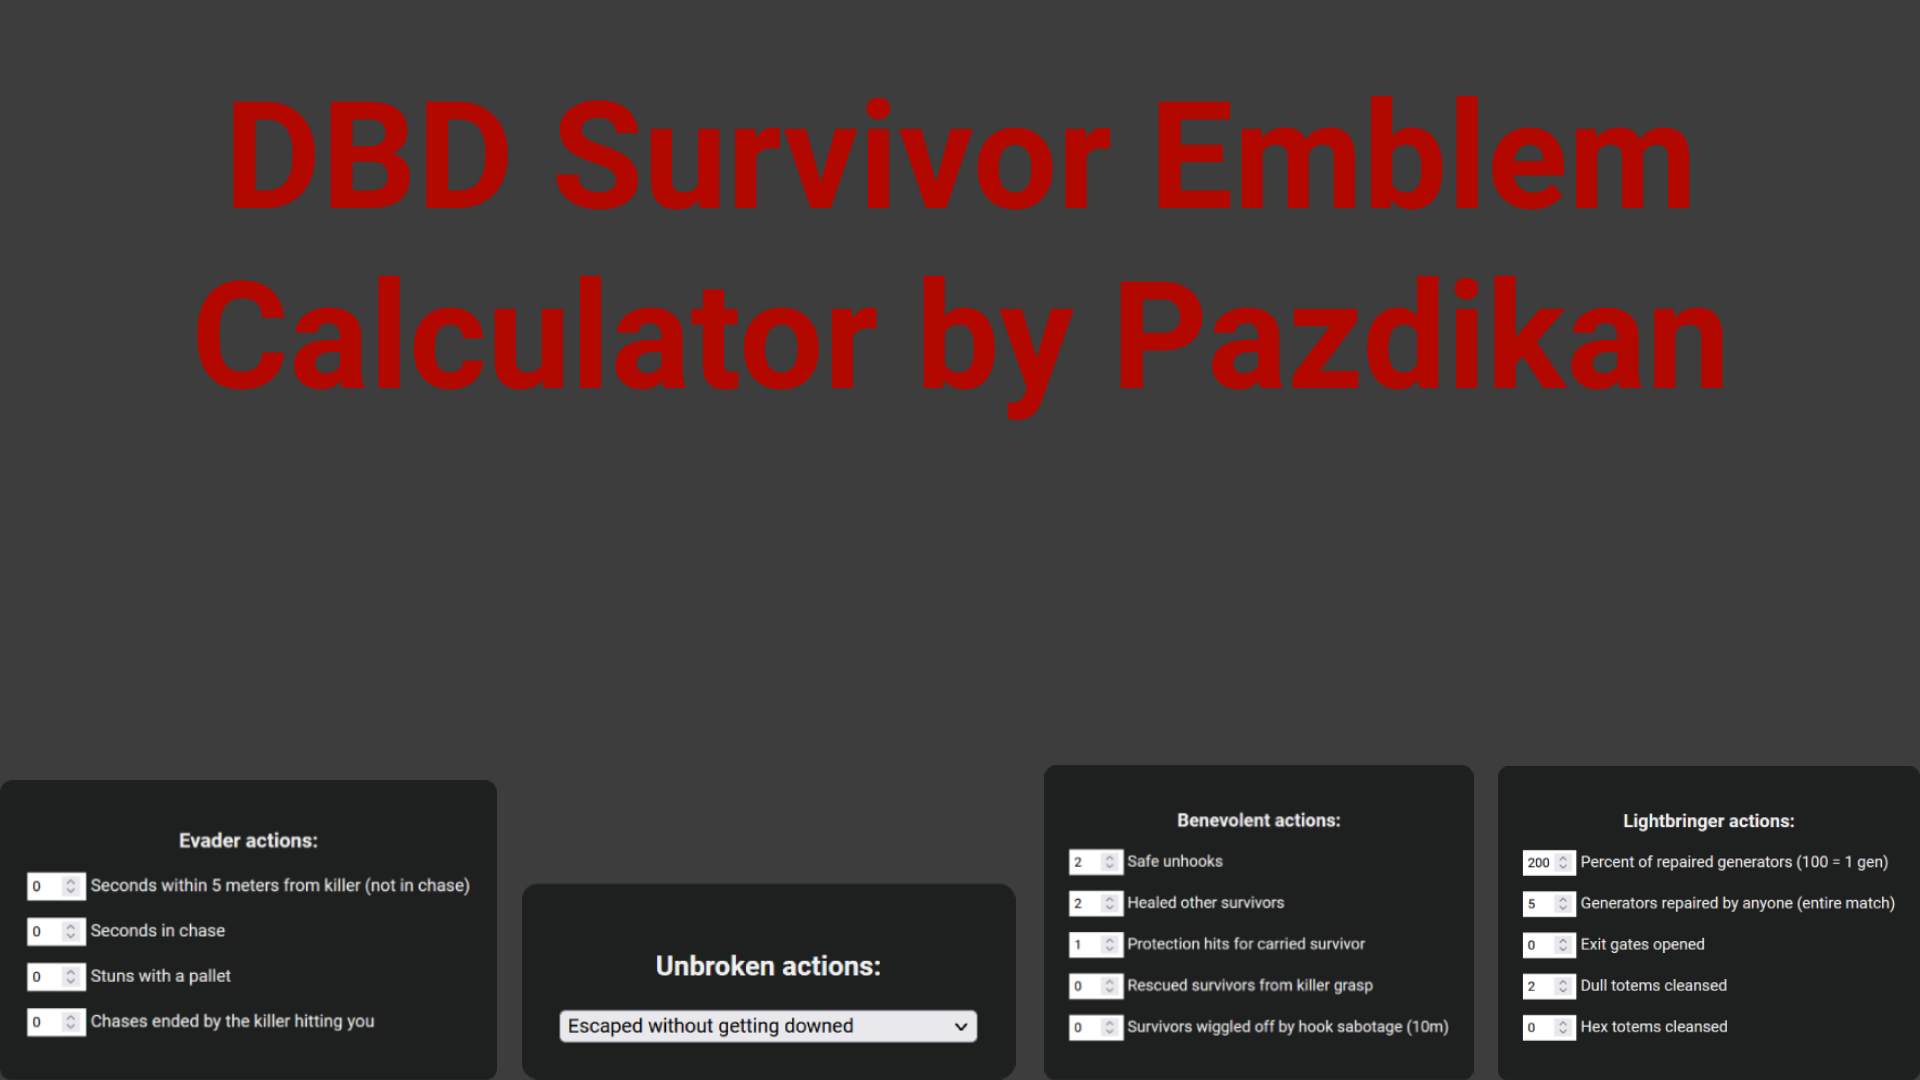 DBD Survivor Emblem
Calculator by Pazdikan
Evader actions:
0 Seconds within 5 meters from killer (not in chase)
0 Seconds in chase
0 Stuns with a pallet
0 Chases ended by the killer hitting you
Unbroken actions:
Escaped without getting downed
Benevolent actions:
2 Safe unhooks
2 Healed other survivors
1 Protection hits for carried survivor
0 Rescued survivors from killer grasp
0 Survivors wiggled off by hook sabotage (10m)
Lightbringer actions:
200 Percent of repaired generators (100 = 1 gen)
5 Generators repaired by anyone (entire match)
0 Exit gates opened
2 Dull totems cleansed
0 Hex totems cleansed